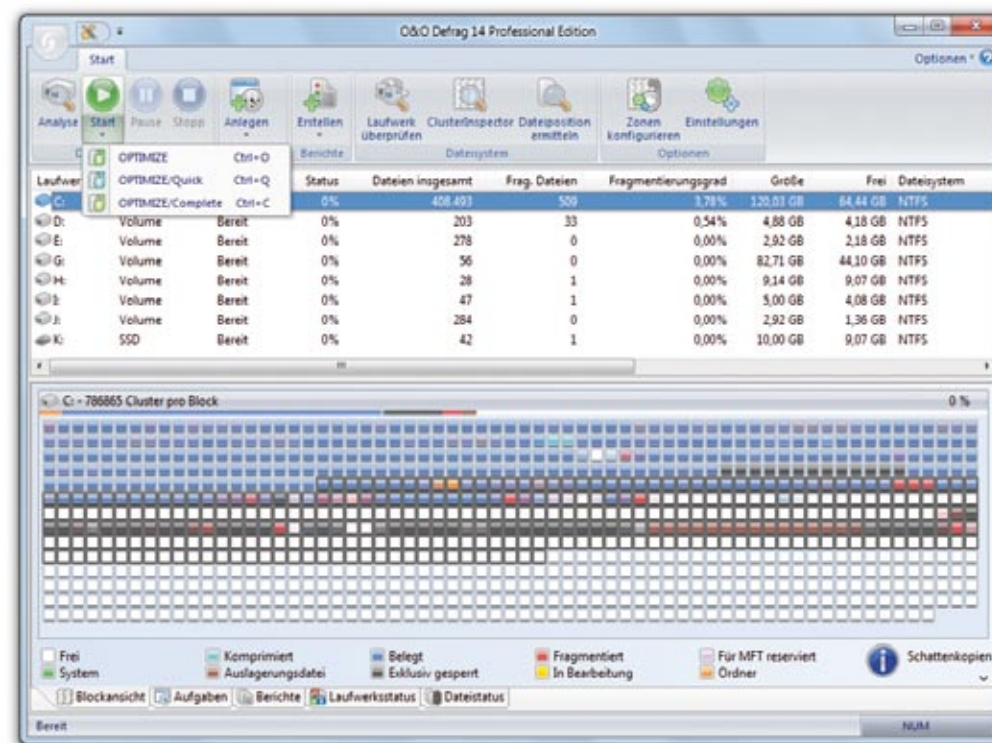 O&O Defrag 14 Professional Edition
Start
Optionen
Analyse Start Pause Stopp Anlegen Erstellen Laufwerk überprüfen ClusterInspector Dateiposition ermitteln Zonen konfigurieren Einstellungen
Berichte Dateisystem Optionen
OPTIMIZE Ctrl+O
OPTIMIZE/Quick Ctrl+Q
OPTIMIZE/Complete Ctrl+C
Laufwer Status Dateien insgesamt Frag. Dateien Fragmentierungsgrad Größe Frei Dateisystem
C: 0% 408.493 509 3,78% 120,03 GB 64,44 GB NTFS
D: Volume Bereit 0% 203 33 0,54% 4,88 GB 4,18 GB NTFS
E: Volume Bereit 0% 278 0 0,00% 2,92 GB 2,18 GB NTFS
G: Volume Bereit 0% 56 0 0,00% 82,71 GB 44,10 GB NTFS
H: Volume Bereit 0% 28 1 0,00% 9,14 GB 9,07 GB NTFS
I: Volume Bereit 0% 47 1 0,00% 5,00 GB 4,08 GB NTFS
J: Volume Bereit 0% 284 0 0,00% 2,92 GB 1,36 GB NTFS
K: SSD Bereit 0% 42 1 0,00% 10,00 GB 9,07 GB NTFS
C: - 786865 Cluster pro Block 0 %
Frei Komprimiert Belegt Fragmentiert Für MFT reserviert Schattenkopien
System Auslagerungsdatei Exklusiv gesperrt In Bearbeitung Ordner
Blockansicht Aufgaben Berichte Laufwerksstatus Dateistatus
Bereit NUM